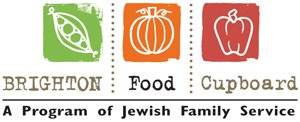 BRIGHTON Food Cupboard
A Program of Jewish Family Service